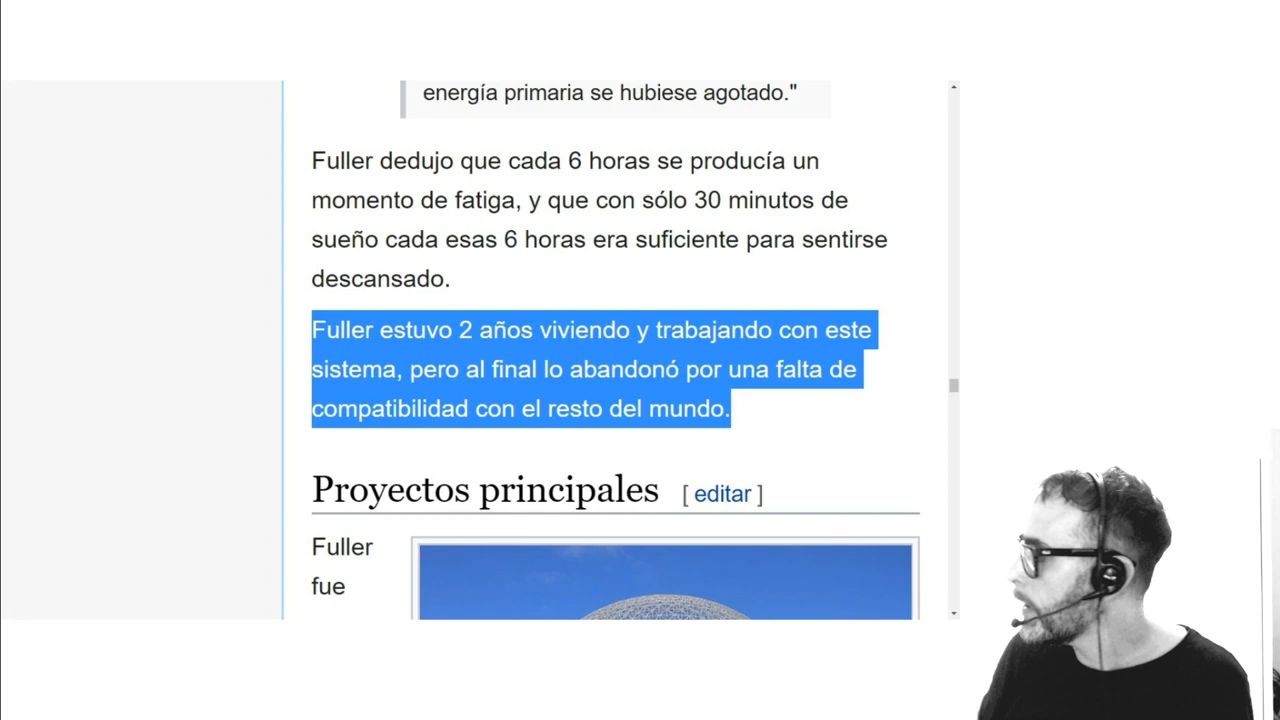 energía primaria se hubiese agotado."
Fuller dedujo que cada 6 horas se producía un
momento de fatiga, y que con sólo 30 minutos de
sueño cada esas 6 horas era suficiente para sentirse
descansado.
Fuller estuvo 2 años viviendo y trabajando con este
sistema, pero al final lo abandonó por una falta de
compatibilidad con el resto del mundo.
Proyectos principales [ editar ]
Fuller
fue